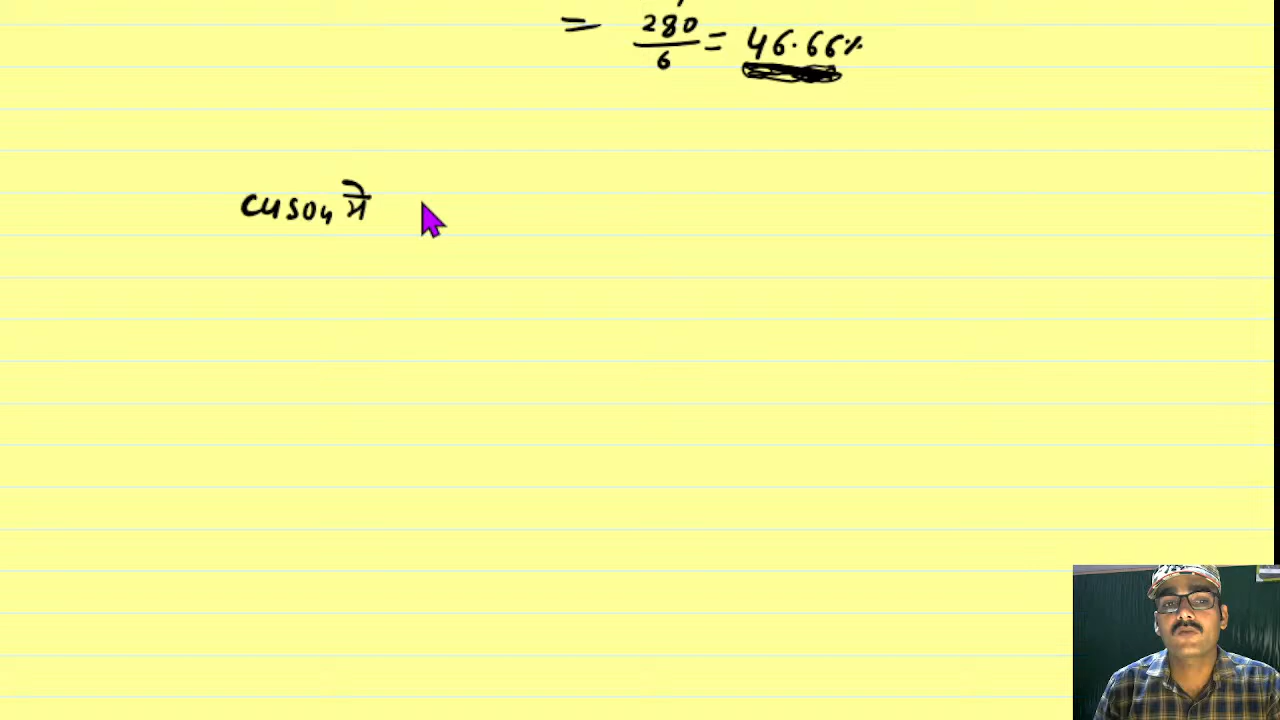 = 280/6 = 46.66%
CuSO4 में